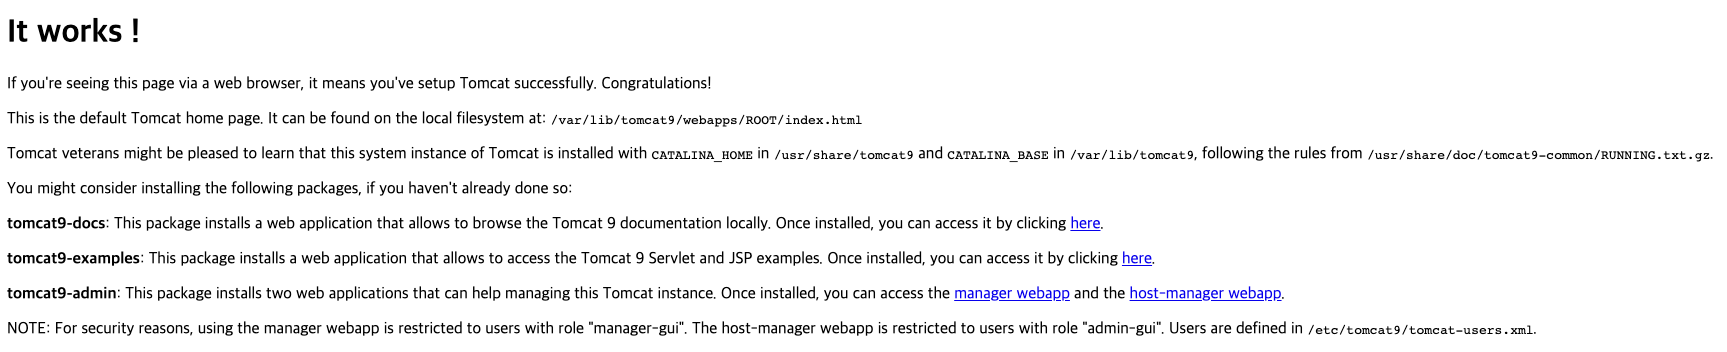 It works !
If you're seeing this page via a web browser, it means you've setup Tomcat successfully. Congratulations!
This is the default Tomcat home page. It can be found on the local filesystem at: /var/lib/tomcat9/webapps/ROOT/index.html
Tomcat veterans might be pleased to learn that this system instance of Tomcat is installed with CATALINA_HOME in /usr/share/tomcat9 and CATALINA_BASE in /var/lib/tomcat9, following the rules from /usr/share/doc/tomcat9-common/RUNNING.txt.gz.
You might consider installing the following packages, if you haven't already done so:
tomcat9-docs: This package installs a web application that allows to browse the Tomcat 9 documentation locally. Once installed, you can access it by clicking here.
tomcat9-examples: This package installs a web application that allows to access the Tomcat 9 Servlet and JSP examples. Once installed, you can access it by clicking here.
tomcat9-admin: This package installs two web applications that can help managing this Tomcat instance. Once installed, you can access the manager webapp and the host-manager webapp.
NOTE: For security reasons, using the manager webapp is restricted to users with role "manager-gui". The host-manager webapp is restricted to users with role "admin-gui". Users are defined in /etc/tomcat9/tomcat-users.xml.